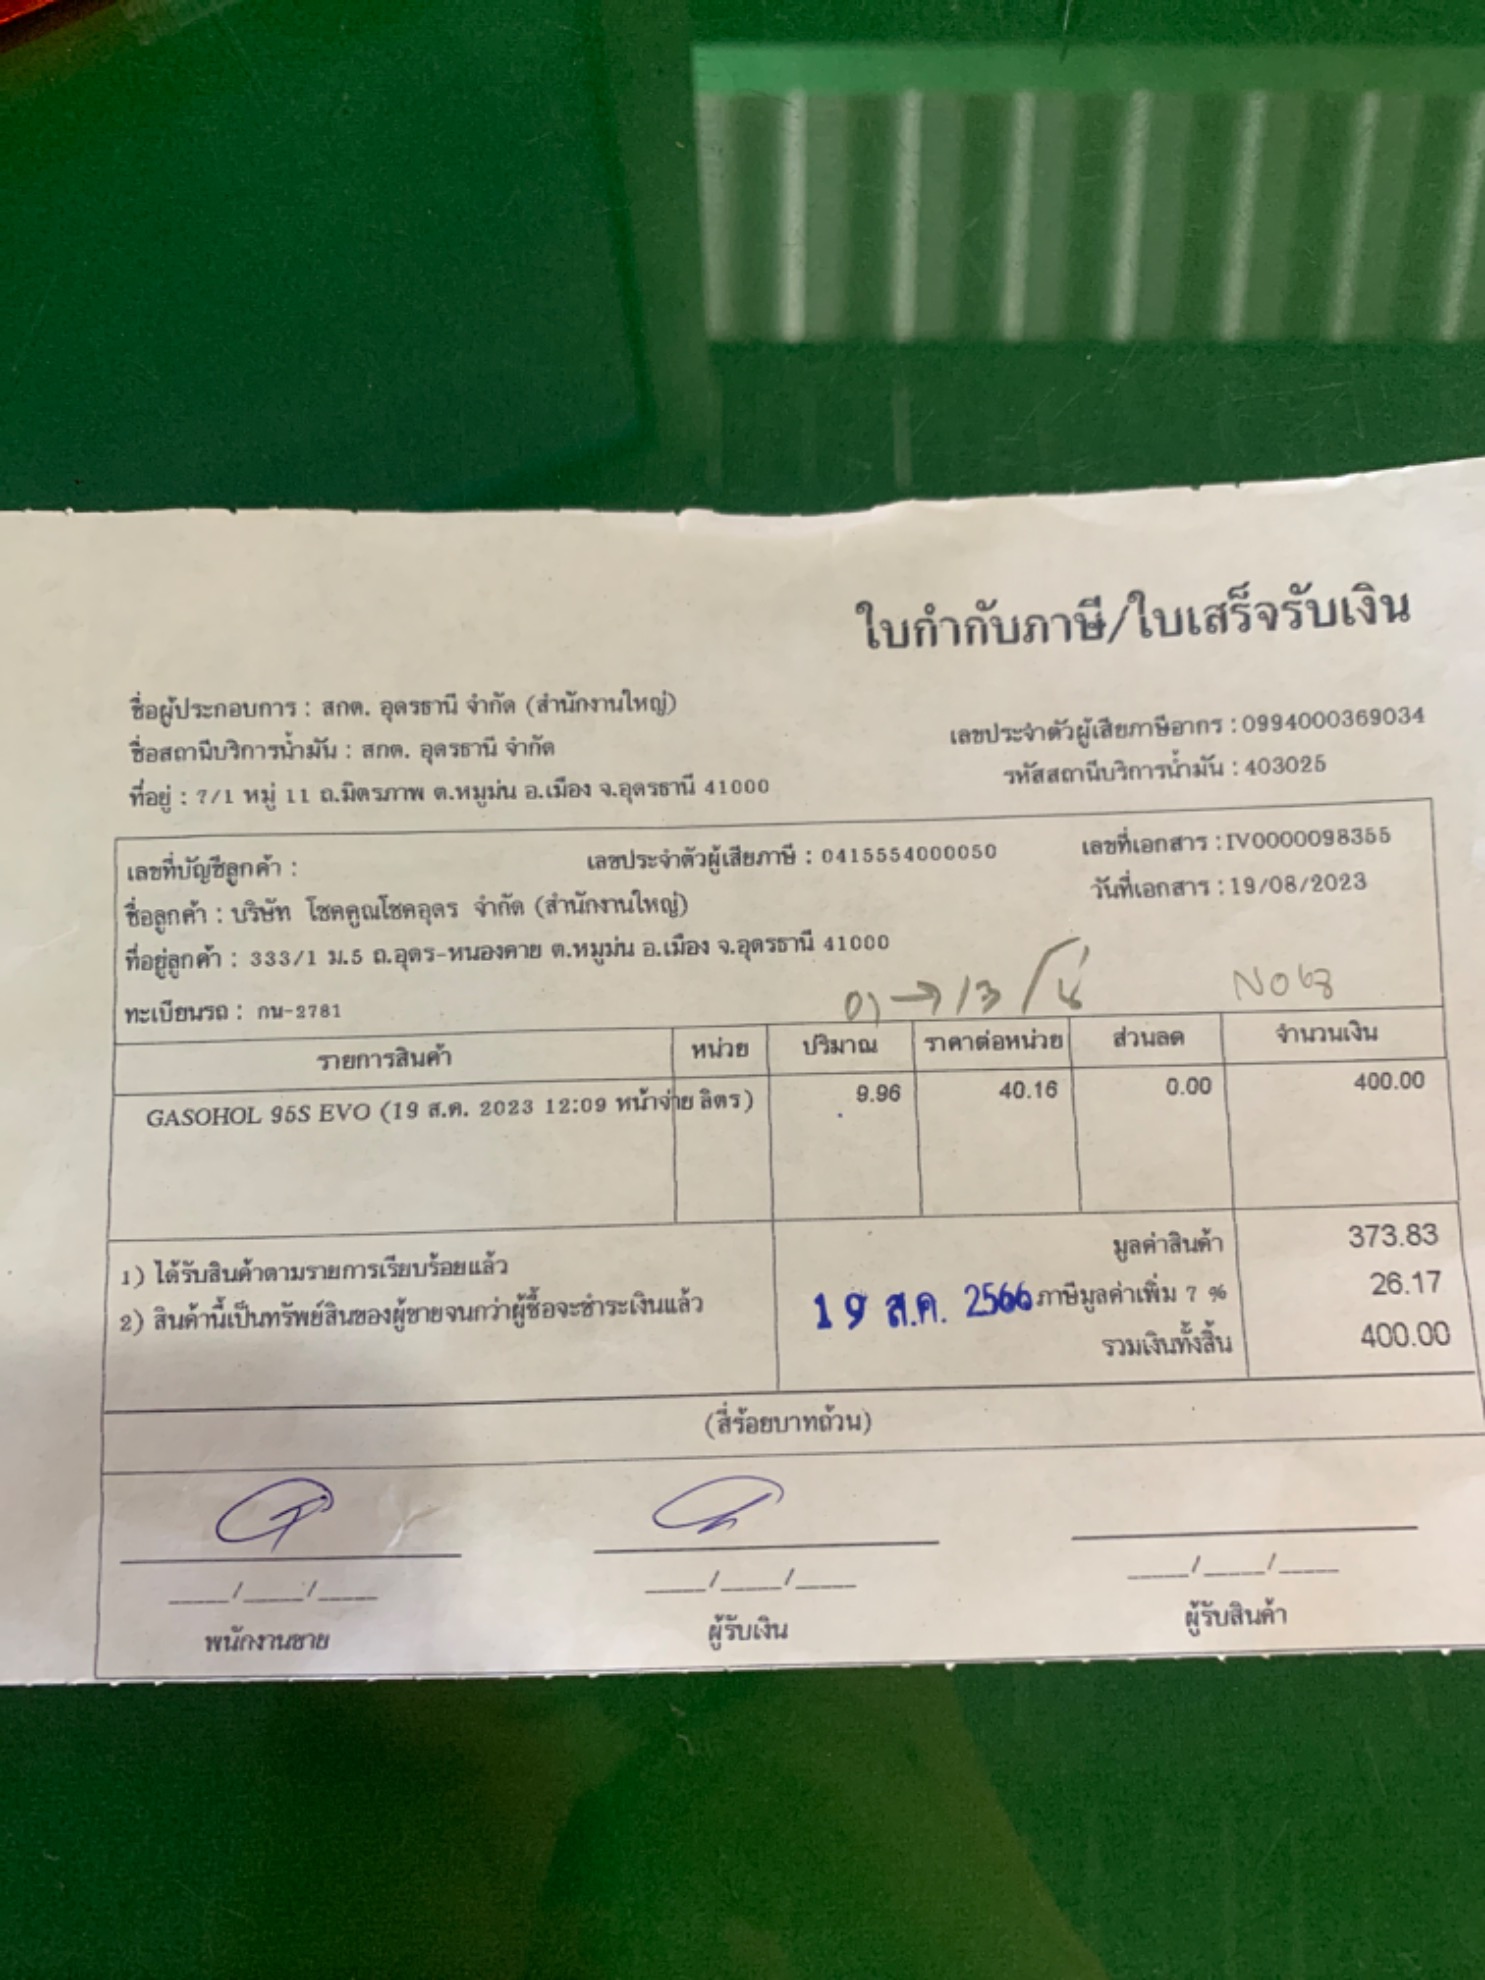 ใบกำกับภาษี/ใบเสร็จรับเงิน
ชื่อผู้ประกอบการ : สกต. อุดรธานี จำกัด (สำนักงานใหญ่)
เลขประจำตัวผู้เสียภาษีอากร : 0994000369034
ชื่อสถานีบริการน้ำมัน : สกต. อุดรธานี จำกัด
รหัสสถานีบริการน้ำมัน : 403025
ที่อยู่ : 7/1 หมู่ 11 ถ.มิตรภาพ ต.หมูม่น อ.เมือง จ.อุดรธานี 41000
เลขที่บัญชีลูกค้า : เลขประจำตัวผู้เสียภาษี : 0415554000050 เลขที่เอกสาร : IV0000098355
ชื่อลูกค้า : บริษัท โชคคูณโชคอุดร จำกัด (สำนักงานใหญ่) วันที่เอกสาร : 19/08/2023
ที่อยู่ลูกค้า : 333/1 ม.5 ถ.อุดร-หนองคาย ต.หมูม่น อ.เมือง จ.อุดรธานี 41000
ทะเบียนรถ : กน-2781
รายการสินค้า หน่วย ปริมาณ ราคาต่อหน่วย ส่วนลด จำนวนเงิน
GASOHOL 95S EVO (19 ส.ค. 2023 12:09 หน้าจ่าย ลิตร) 9.96 40.16 0.00 400.00
1) ได้รับสินค้าตามรายการเรียบร้อยแล้ว มูลค่าสินค้า 373.83
2) สินค้านี้เป็นทรัพย์สินของผู้ขายจนกว่าผู้ซื้อจะชำระเงินแล้ว 19 ส.ค. 2566 ภาษีมูลค่าเพิ่ม 7 % 26.17
รวมเงินทั้งสิ้น 400.00
(สี่ร้อยบาทถ้วน)
____/____/____ ____/____/____ ____/____/____
พนักงานขาย ผู้รับเงิน ผู้รับสินค้า